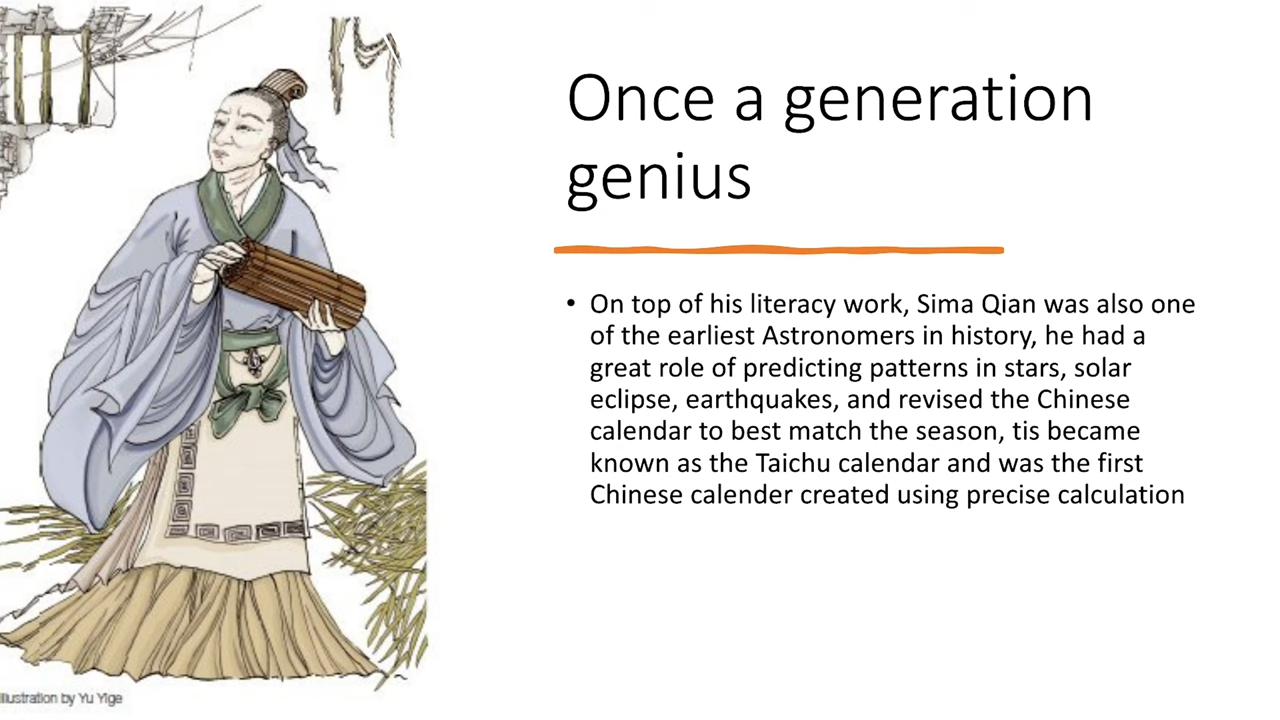 Once a generation
genius
• On top of his literacy work, Sima Qian was also one
of the earliest Astronomers in history, he had a
great role of predicting patterns in stars, solar
eclipse, earthquakes, and revised the Chinese
calendar to best match the season, tis became
known as the Taichu calendar and was the first
Chinese calender created using precise calculation
Illustration by Yu Yige